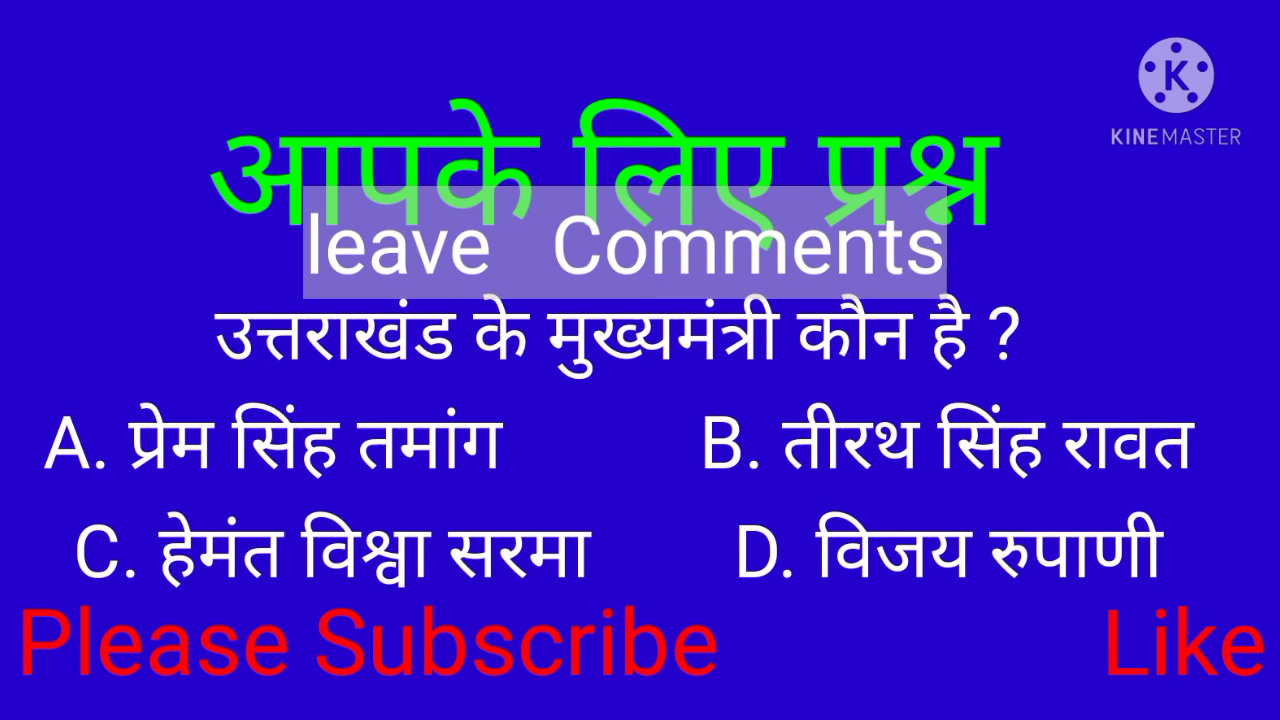 KINEMASTER
आपके लिए प्रश्न
leave Comments
उत्तराखंड के मुख्यमंत्री कौन है ?
A. प्रेम सिंह तमांग B. तीरथ सिंह रावत
C. हेमंत विश्वा सरमा D. विजय रुपाणी
Please Subscribe Like